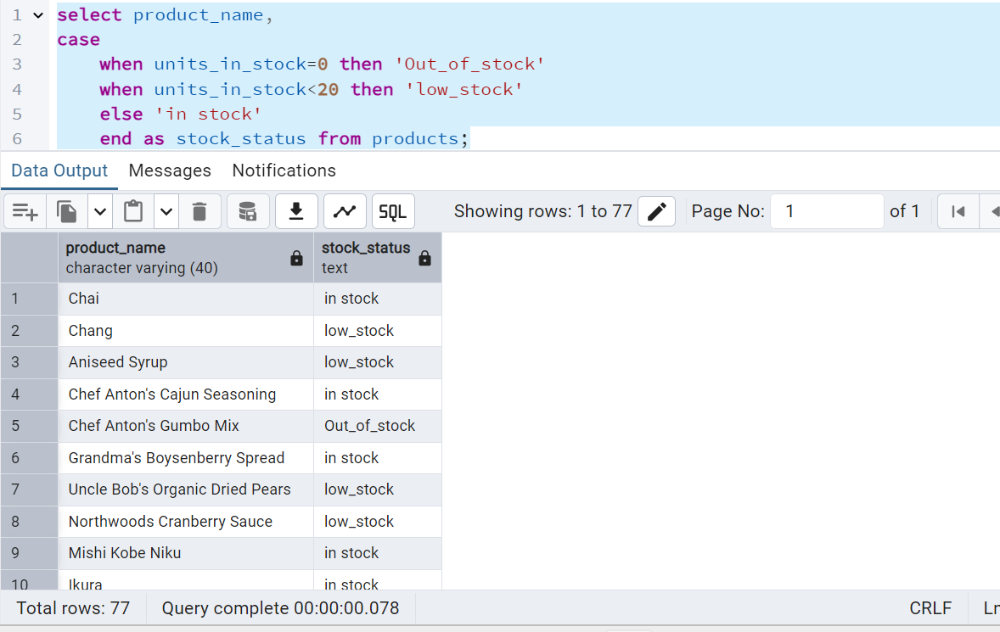 1 select product_name,
2 case
3 when units_in_stock=0 then 'Out_of_stock'
4 when units_in_stock<20 then 'low_stock'
5 else 'in stock'
6 end as stock_status from products;
Data Output Messages Notifications
SQL Showing rows: 1 to 77 Page No: 1 of 1
product_name stock_status
character varying (40) text
1 Chai in stock
2 Chang low_stock
3 Aniseed Syrup low_stock
4 Chef Anton's Cajun Seasoning in stock
5 Chef Anton's Gumbo Mix Out_of_stock
6 Grandma's Boysenberry Spread in stock
7 Uncle Bob's Organic Dried Pears low_stock
8 Northwoods Cranberry Sauce low_stock
9 Mishi Kobe Niku in stock
10 Ikura in stock
Total rows: 77 Query complete 00:00:00.078 CRLF